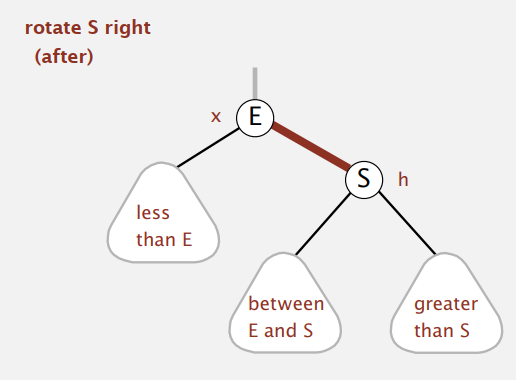 rotate S right
(after)
x
E
S
h
less
than E
between
E and S
greater
than S